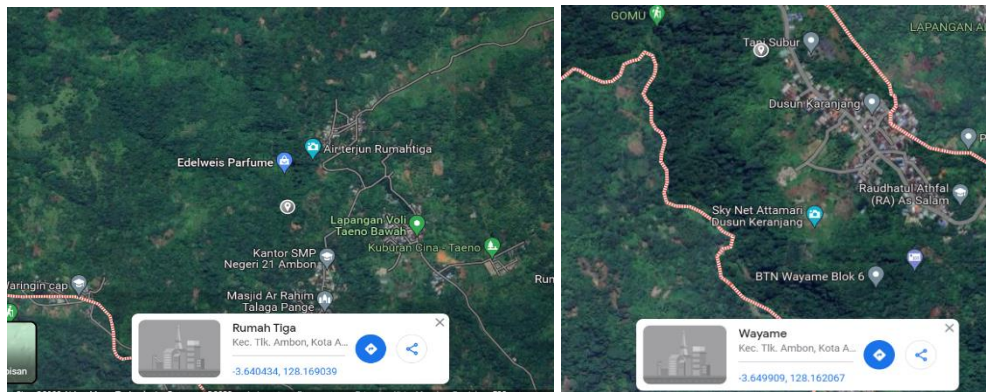 Air terjun Rumahtiga
Edelweis Parfume
Lapangan Voli
Taeno Bawah
Kuburan Cina - Taeno
Kantor SMP
Negeri 21 Ambon
Waringin cap
Masjid Ar Rahim
Talaga Pange
Rum
pisan
Rumah Tiga
Kec. Tlk. Ambon, Kota A...
-3.640434, 128.169039
GOMU
LAPANGAN A
Tani Subur
Dusun Karanjang
P
Raudhatul Athfal
(RA) As Salam
Sky Net Attamari
Dusun Keranjang
BTN Wayame Blok 6
Wayame
Kec. Tlk. Ambon, Kota A...
-3.649909, 128.162067